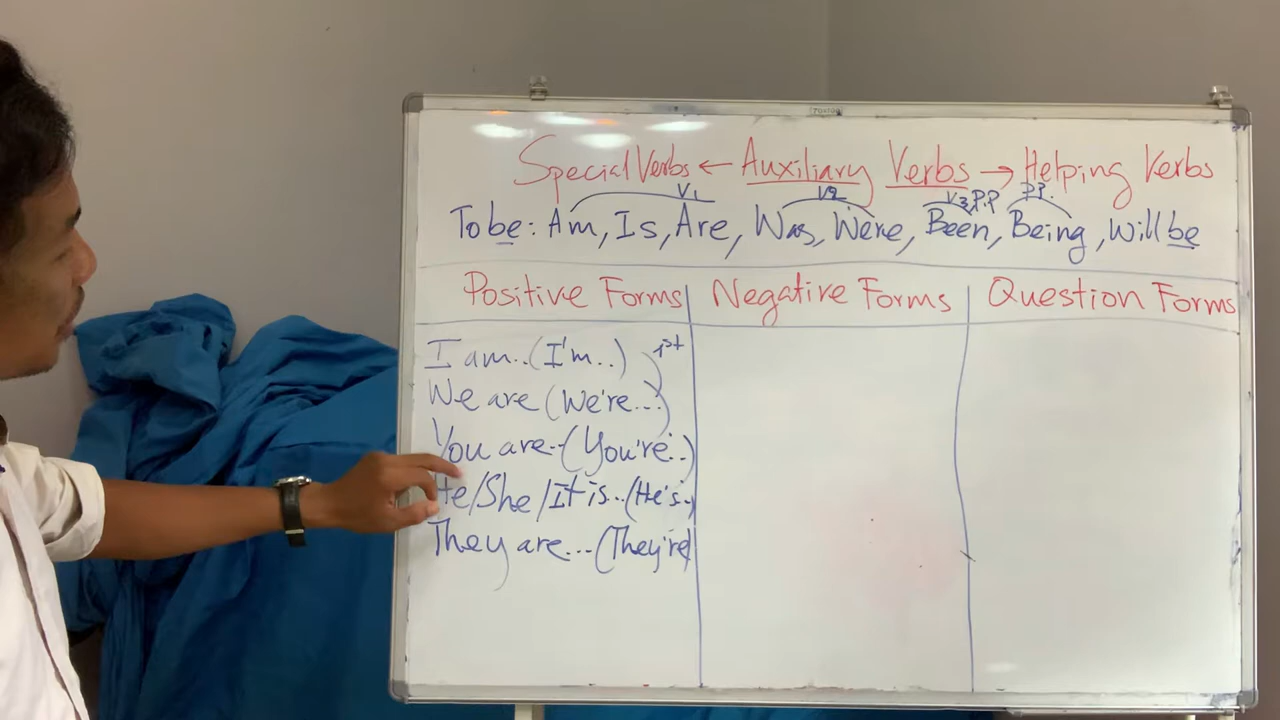 Special Verbs ← Auxiliary Verbs → Helping Verbs
V1 V2 V3 P.P P.P.
To be: Am, Is, Are, Was, Were, Been, Being, Will be
Positive Forms Negative Forms Question Forms
I am..(I'm..) 1st
We are (We're...)
You are..(You're..)
He/She/It is..(He's..)
They are...(They're)